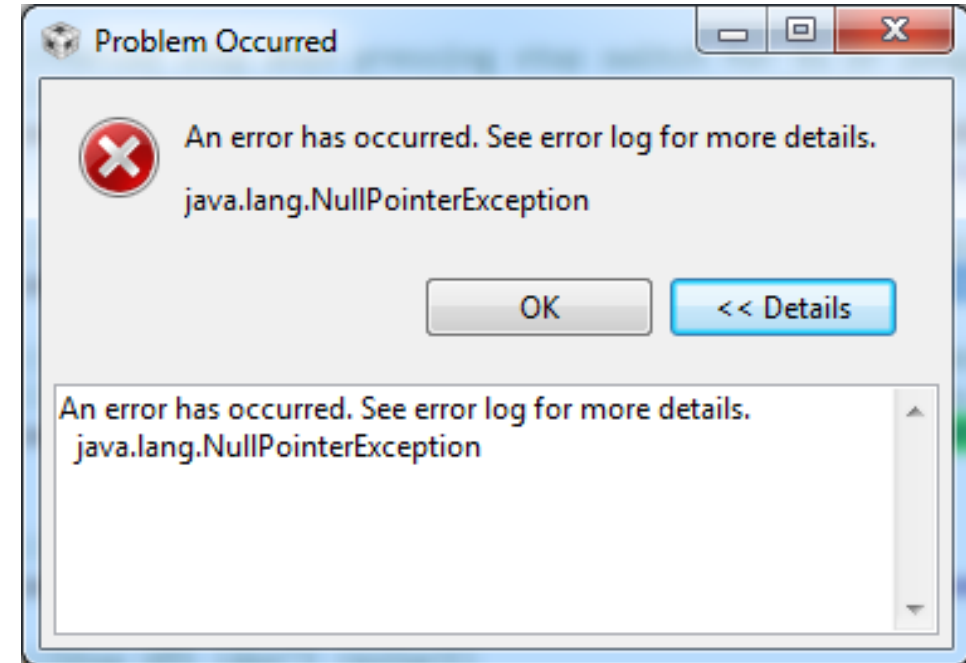 Problem Occurred
An error has occurred. See error log for more details.
java.lang.NullPointerException
OK
<< Details
An error has occurred. See error log for more details.
java.lang.NullPointerException